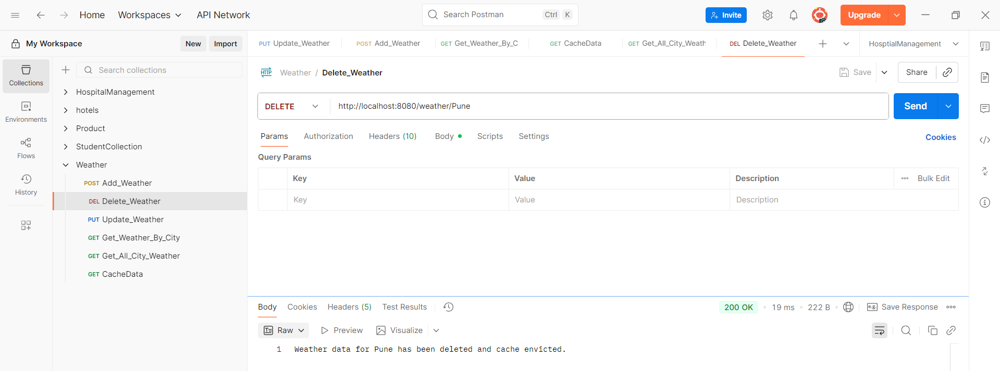 Home Workspaces API Network Search Postman Ctrl K Invite Upgrade
My Workspace New Import
PUT Update_Weather POST Add_Weather GET Get_Weather_By_C GET CacheData GET Get_All_City_Weath DEL Delete_Weather HosptialManagement
Collections
Environments
Flows
History
Search collections
HospitalManagement
hotels
Product
StudentCollection
Weather
POST Add_Weather
DEL Delete_Weather
PUT Update_Weather
GET Get_Weather_By_City
GET Get_All_City_Weather
GET CacheData
HTTP Weather / Delete_Weather Save Share
DELETE http://localhost:8080/weather/Pune Send
Params Authorization Headers (10) Body Scripts Settings Cookies
Query Params
Key Value Description Bulk Edit
Key Value Description
Body Cookies Headers (5) Test Results 200 OK 19 ms 222 B e.g. Save Response
Raw Preview Visualize
1 Weather data for Pune has been deleted and cache envicted.